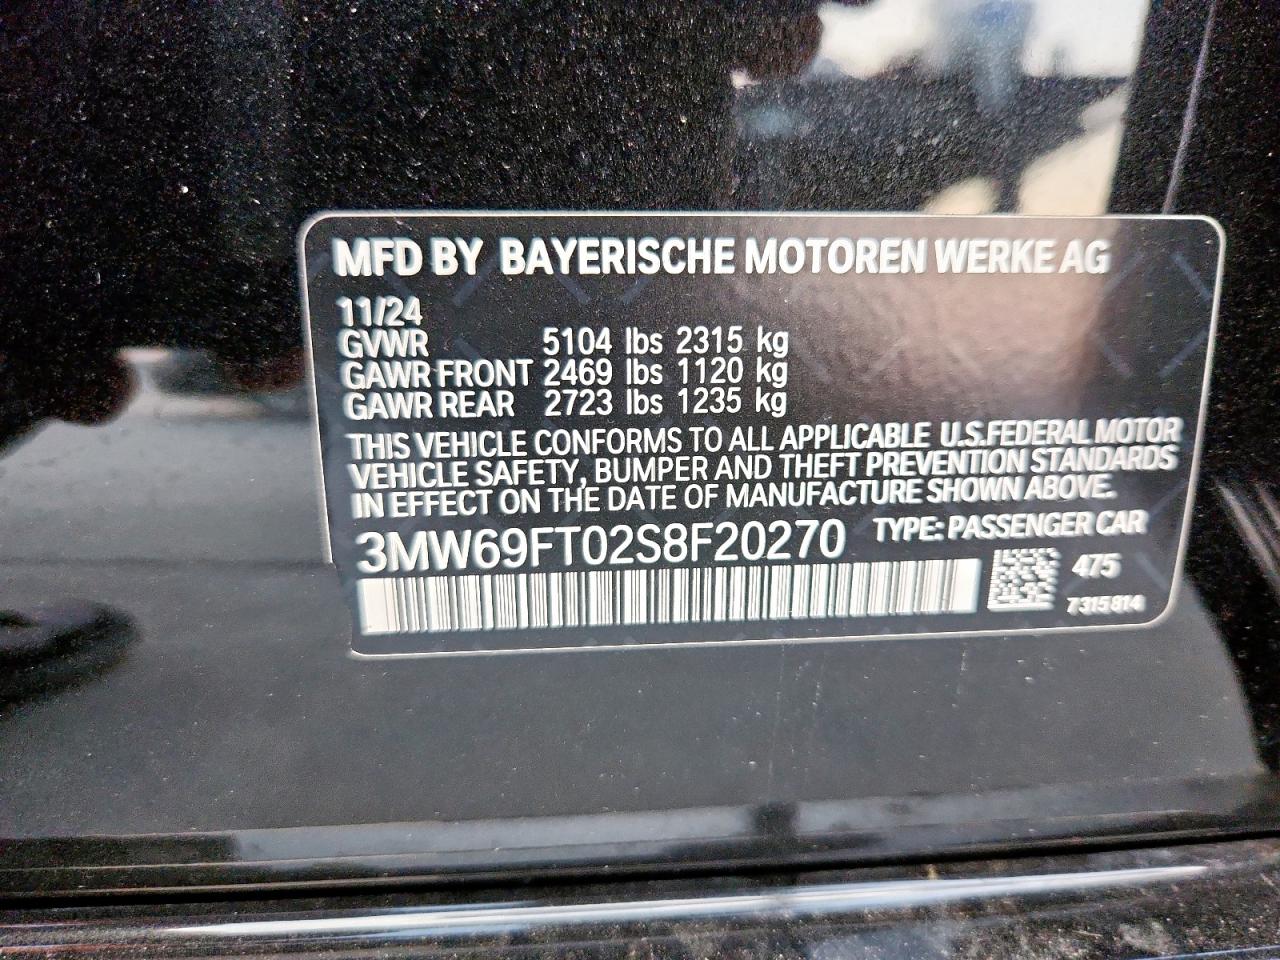 MFD BY BAYERISCHE MOTOREN WERKE AG
11/24
GVWR 5104 lbs 2315 kg
GAWR FRONT 2469 lbs 1120 kg
GAWR REAR 2723 lbs 1235 kg
THIS VEHICLE CONFORMS TO ALL APPLICABLE U.S.FEDERAL MOTOR
VEHICLE SAFETY, BUMPER AND THEFT PREVENTION STANDARDS
IN EFFECT ON THE DATE OF MANUFACTURE SHOWN ABOVE.
3MW69FT02S8F20270 TYPE: PASSENGER CAR
475
7315814